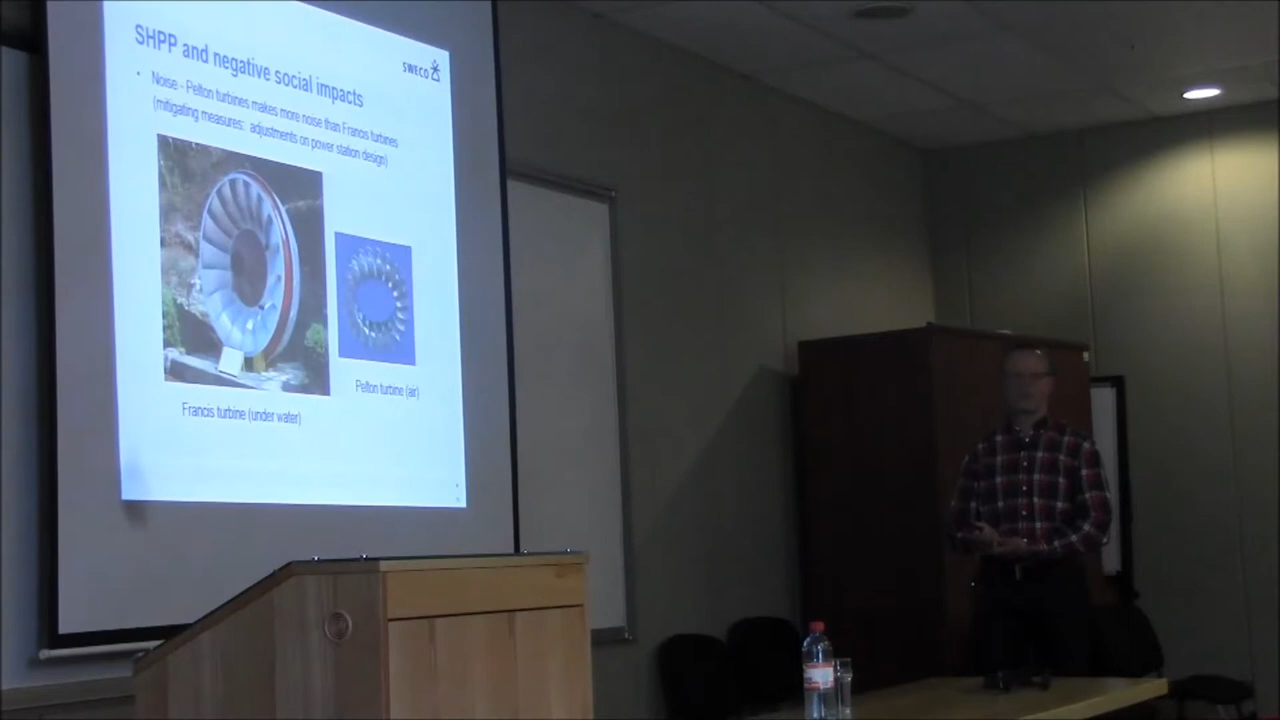 SHPP and negative social impacts
SWECO
• Noise - Pelton turbines makes more noise than Francis turbines
(mitigating measures: adjustments on power station design)
Pelton turbine (air)
Francis turbine (under water)